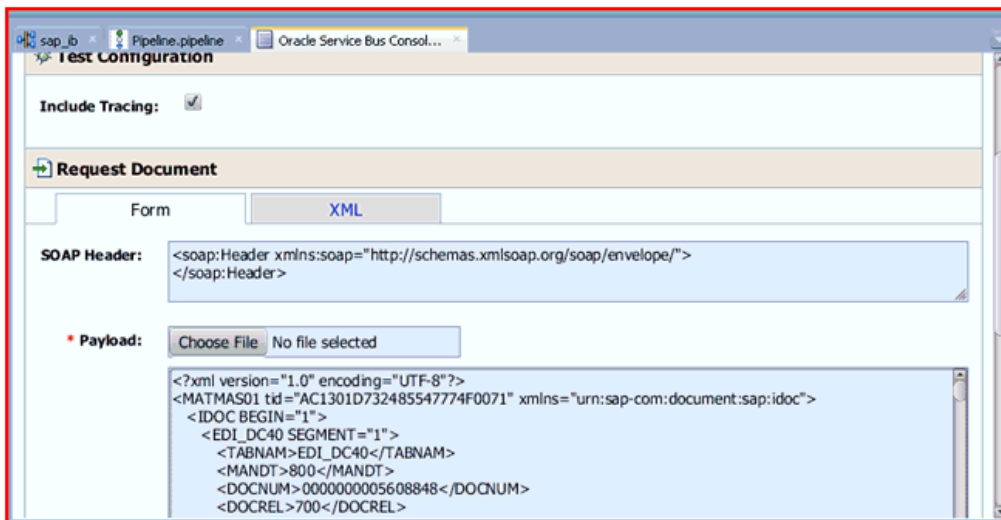 sap_ib
Pipeline.pipeline
Oracle Service Bus Consol...
Test Configuration
Include Tracing:
Request Document
Form
XML
SOAP Header:
<soap:Header xmlns:soap="http://schemas.xmlsoap.org/soap/envelope/">
</soap:Header>
* Payload:
Choose File No file selected
<?xml version="1.0" encoding="UTF-8"?>
<MATMAS01 tid="AC1301D732485547774F0071" xmlns="urn:sap-com:document:sap:idoc">
<IDOC BEGIN="1">
<EDI_DC40 SEGMENT="1">
<TABNAM>EDI_DC40</TABNAM>
<MANDT>800</MANDT>
<DOCNUM>0000000005608848</DOCNUM>
<DOCREL>700</DOCREL>